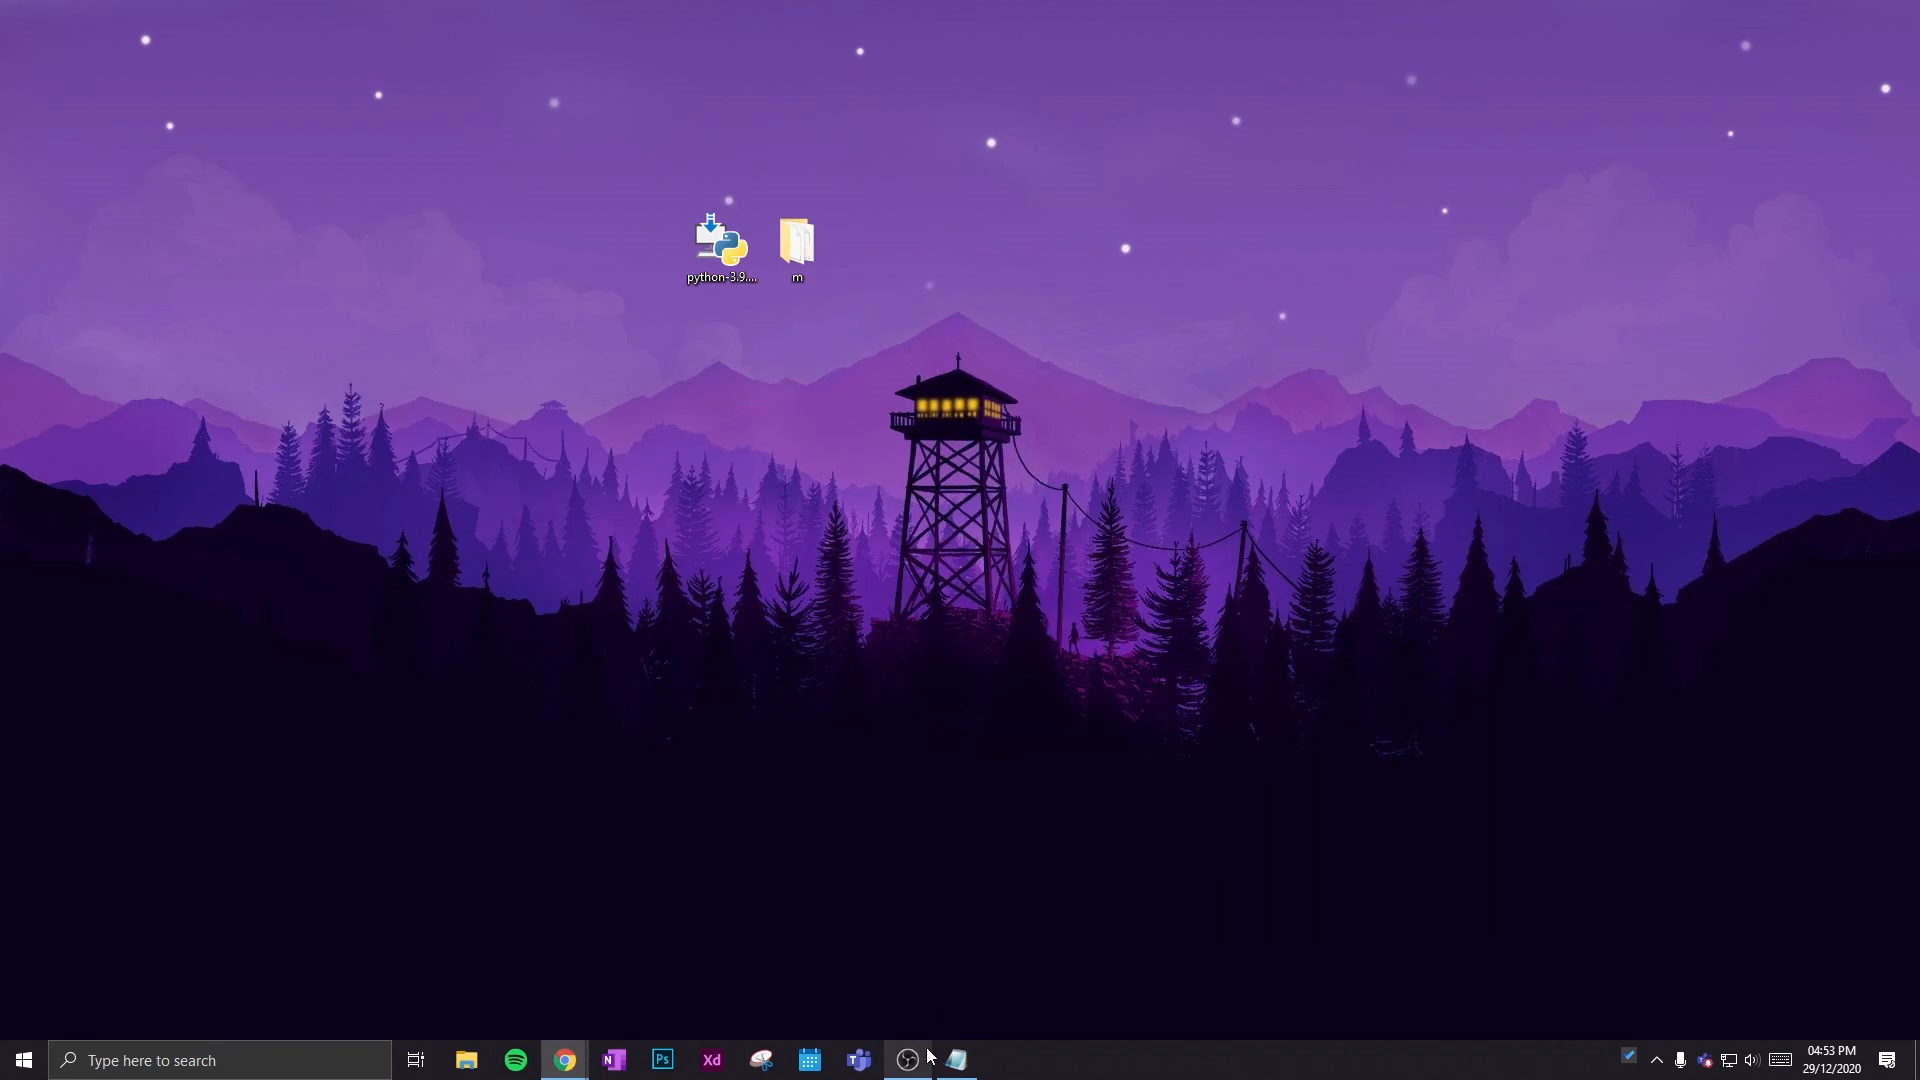 python-3.9....
m
Type here to search
N
Ps
Xd
T
04:53 PM
29/12/2020